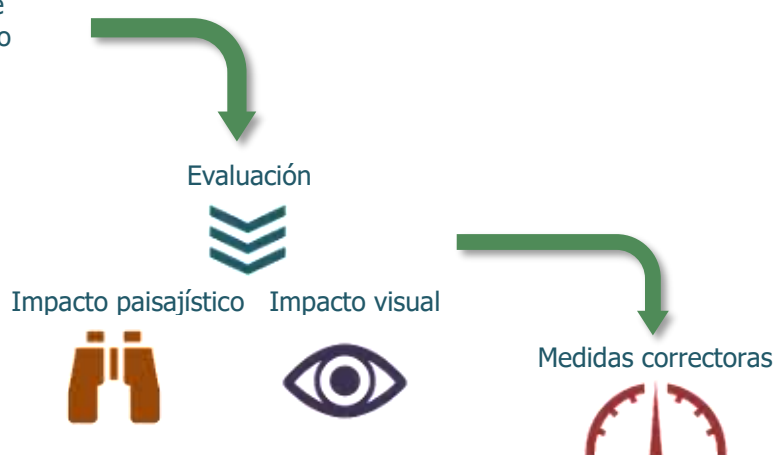 Evaluación
Impacto paisajístico Impacto visual
Medidas correctoras